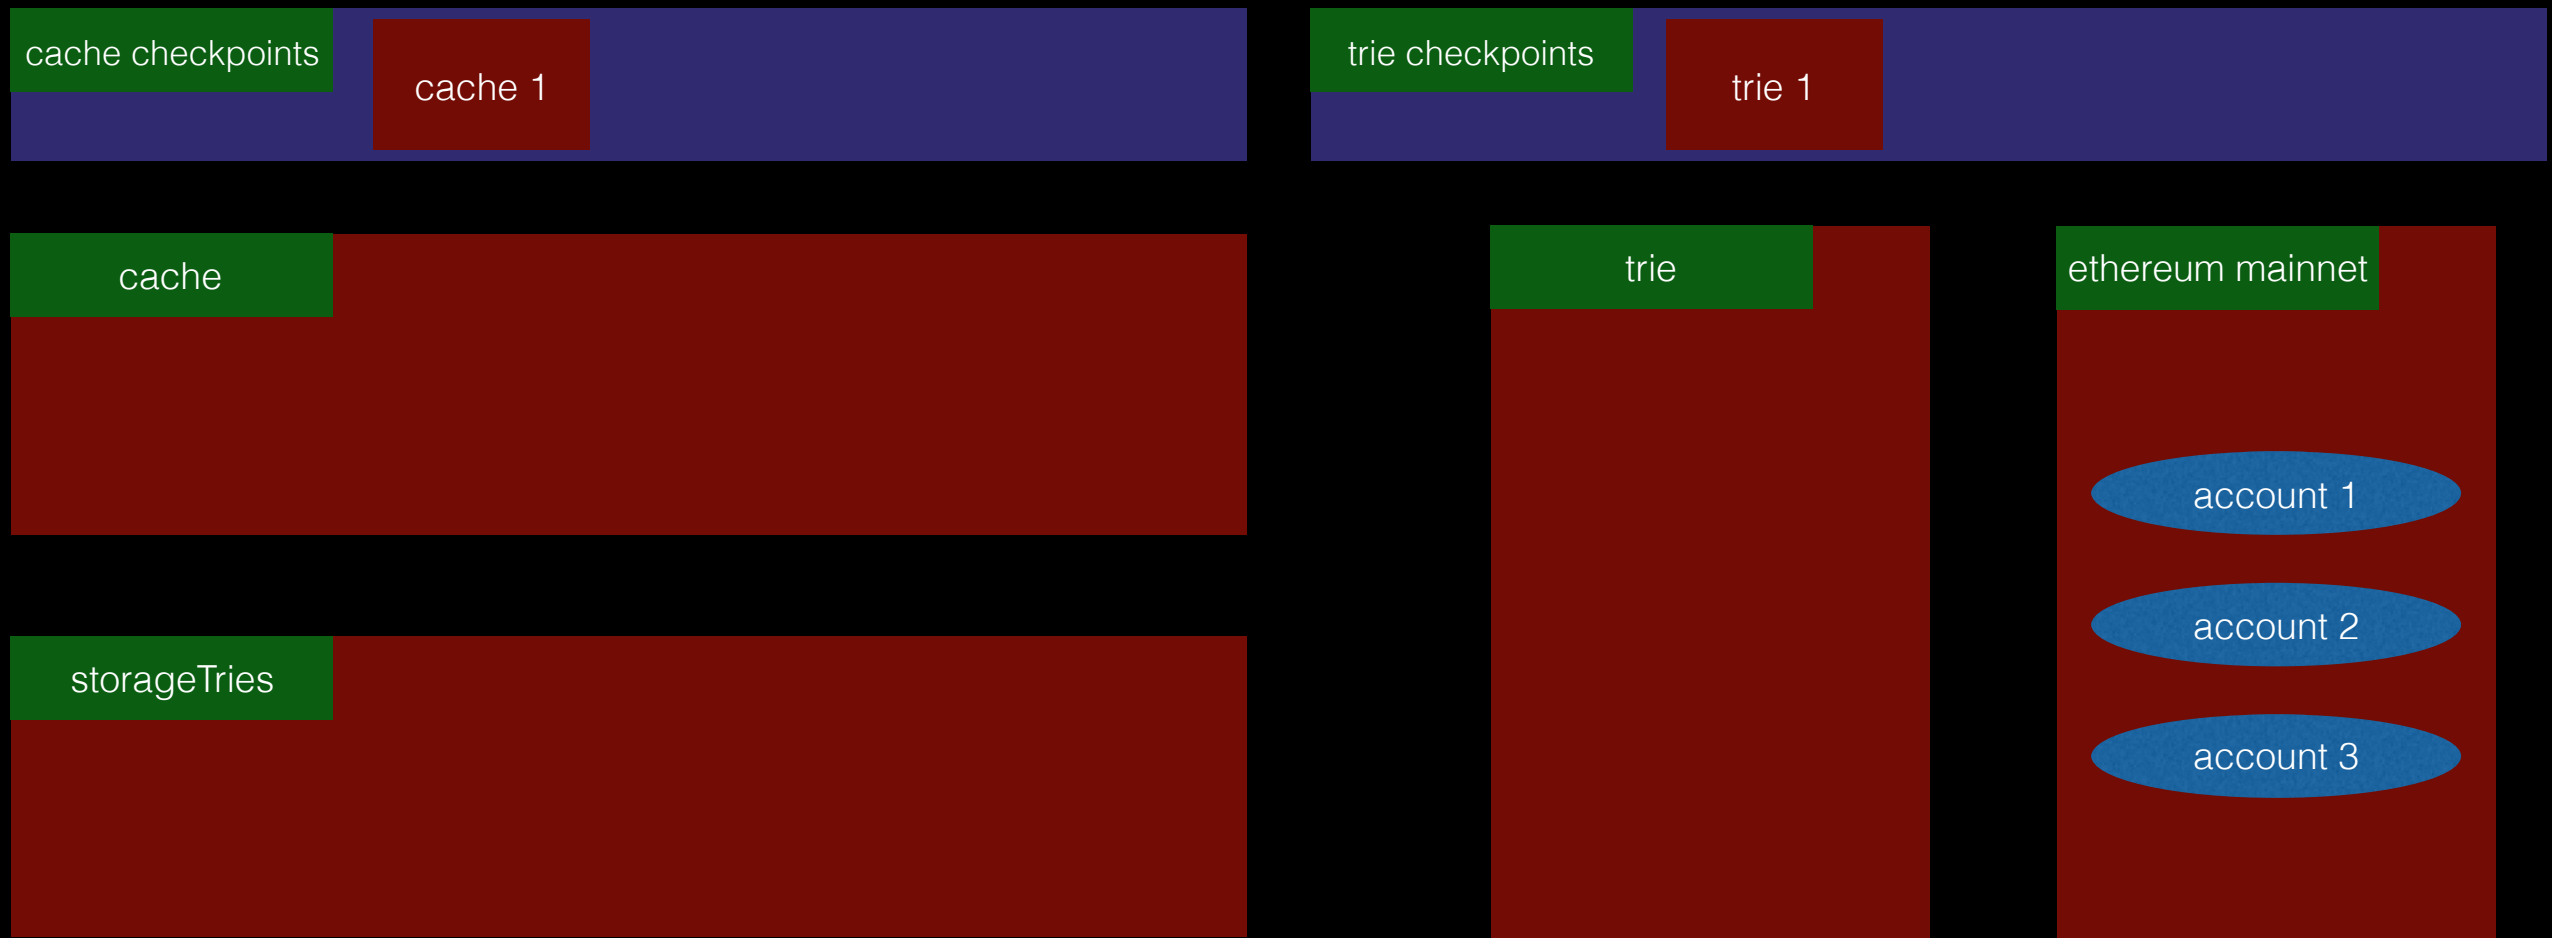 cache checkpoints
cache 1
trie checkpoints
trie 1
cache
trie
ethereum mainnet
account 1
account 2
storageTries
account 3